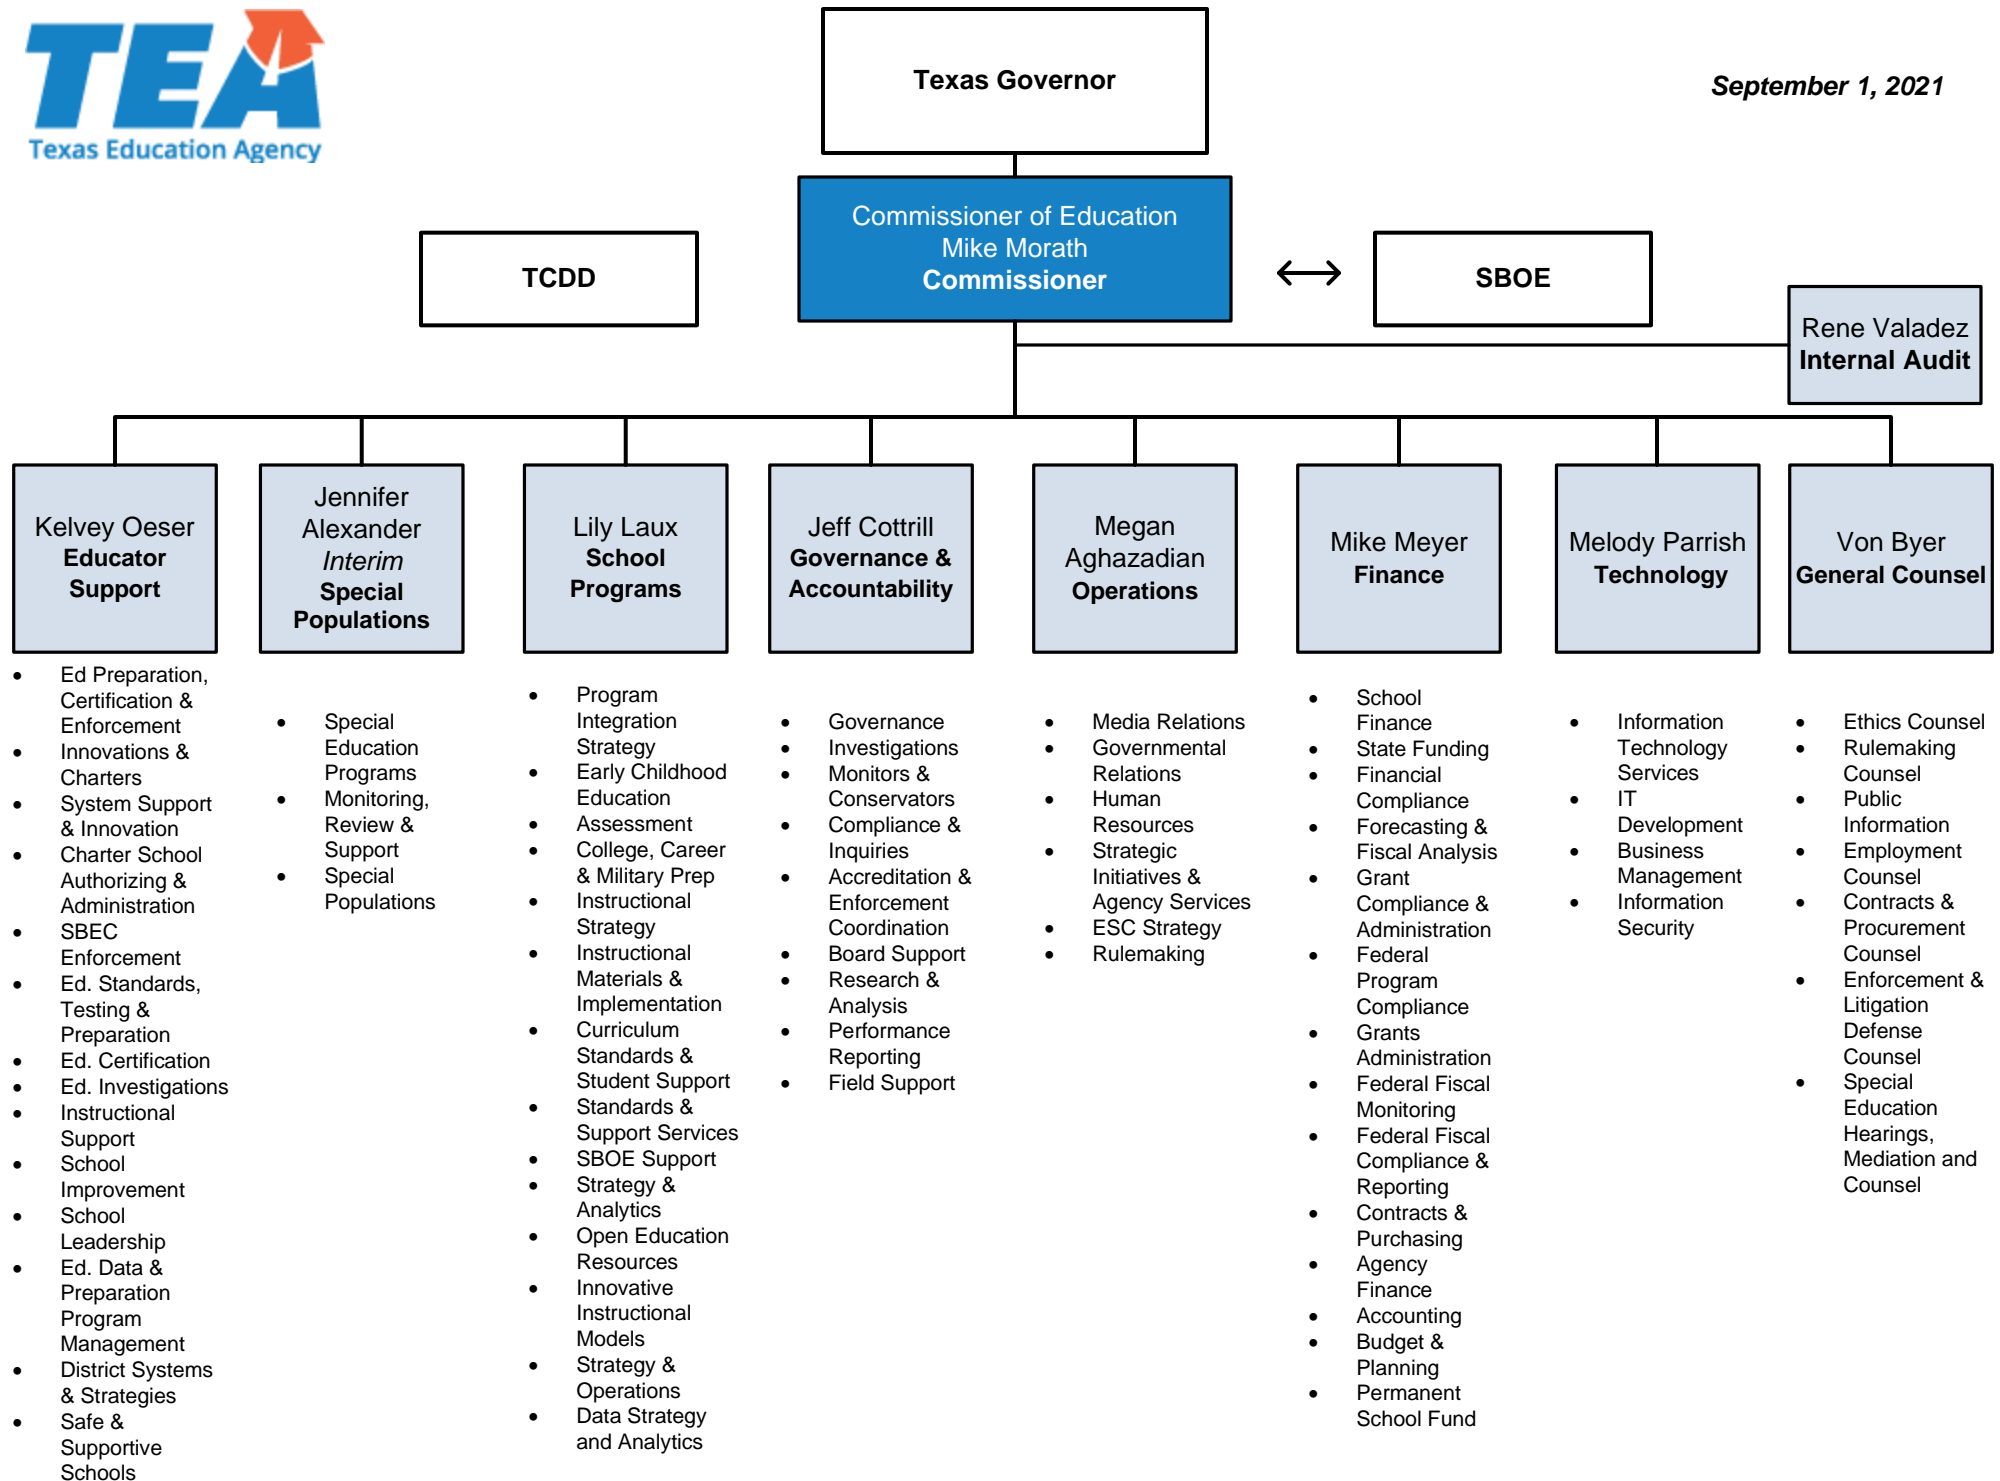 TEA
Texas Education Agency
Texas Governor
September 1, 2021
Commissioner of Education
Mike Morath
Commissioner
TCDD
SBOE
Rene Valadez
Internal Audit
Kelvey Oeser
Educator
Support
Jennifer
Alexander
Interim
Special
Populations
Lily Laux
School
Programs
Jeff Cottrill
Governance &
Accountability
Megan
Aghazadian
Operations
Mike Meyer
Finance
Melody Parrish
Technology
Von Byer
General Counsel
• Ed Preparation,
Certification &
Enforcement
• Innovations &
Charters
• System Support
& Innovation
• Charter School
Authorizing &
Administration
• SBEC
Enforcement
• Ed. Standards,
Testing &
Preparation
• Ed. Certification
• Ed. Investigations
• Instructional
Support
• School
Improvement
• School
Leadership
• Ed. Data &
Preparation
Program
Management
• District Systems
& Strategies
• Safe &
Supportive
Schools
• Special
Education
Programs
• Monitoring,
Review &
Support
• Special
Populations
• Program
Integration
Strategy
• Early Childhood
Education
• Assessment
• College, Career
& Military Prep
• Instructional
Strategy
• Instructional
Materials &
Implementation
• Curriculum
Standards &
Student Support
• Standards &
Support Services
• SBOE Support
• Strategy &
Analytics
• Open Education
Resources
• Innovative
Instructional
Models
• Strategy &
Operations
• Data Strategy
and Analytics
• Governance
• Investigations
• Monitors &
Conservators
• Compliance &
Inquiries
• Accreditation &
Enforcement
Coordination
• Board Support
• Research &
Analysis
• Performance
Reporting
• Field Support
• Media Relations
• Governmental
Relations
• Human
Resources
• Strategic
Initiatives &
Agency Services
• ESC Strategy
• Rulemaking
• School
Finance
• State Funding
• Financial
Compliance
• Forecasting &
Fiscal Analysis
• Grant
Compliance &
Administration
• Federal
Program
Compliance
• Grants
Administration
• Federal Fiscal
Monitoring
• Federal Fiscal
Compliance &
Reporting
• Contracts &
Purchasing
• Agency
Finance
• Accounting
• Budget &
Planning
• Permanent
School Fund
• Information
Technology
Services
• IT
Development
• Business
Management
• Information
Security
• Ethics Counsel
• Rulemaking
Counsel
• Public
Information
• Employment
Counsel
• Contracts &
Procurement
Counsel
• Enforcement &
Litigation
Defense
Counsel
• Special
Education
Hearings,
Mediation and
Counsel